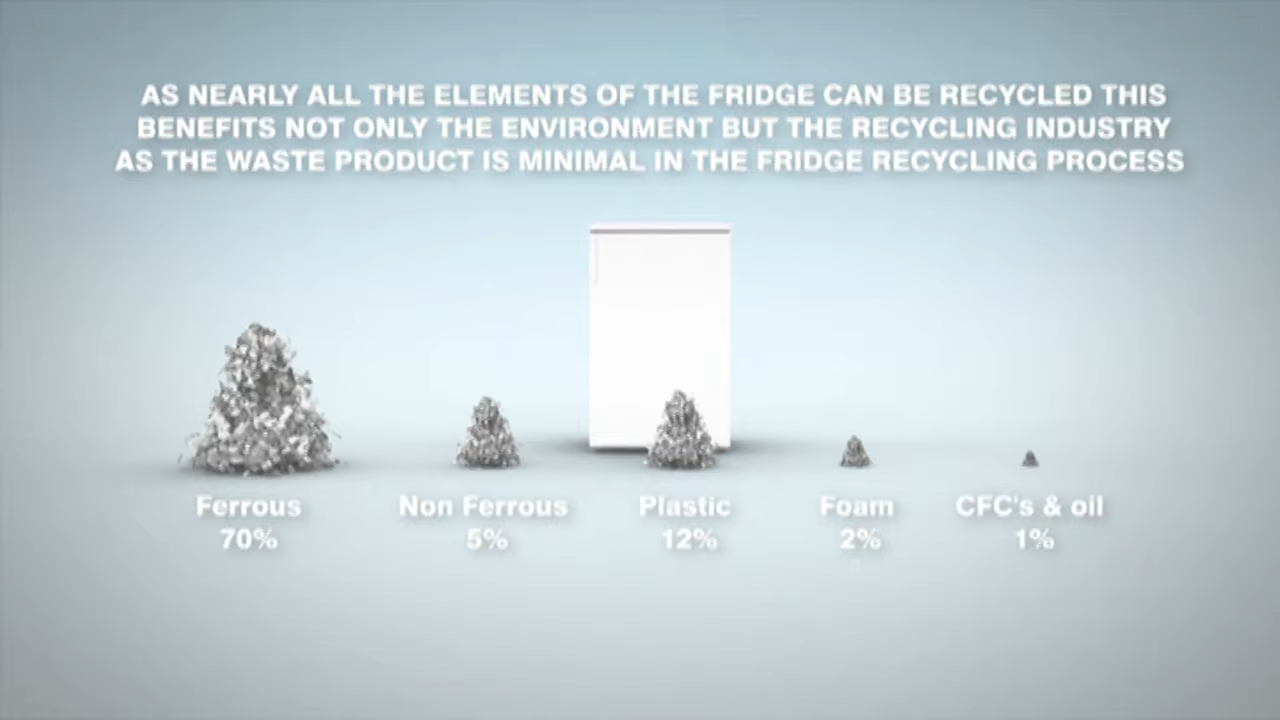 AS NEARLY ALL THE ELEMENTS OF THE FRIDGE CAN BE RECYCLED THIS
BENEFITS NOT ONLY THE ENVIRONMENT BUT THE RECYCLING INDUSTRY
AS THE WASTE PRODUCT IS MINIMAL IN THE FRIDGE RECYCLING PROCESS
Ferrous
70%
Non Ferrous
5%
Plastic
12%
Foam
2%
CFC's & oil
1%